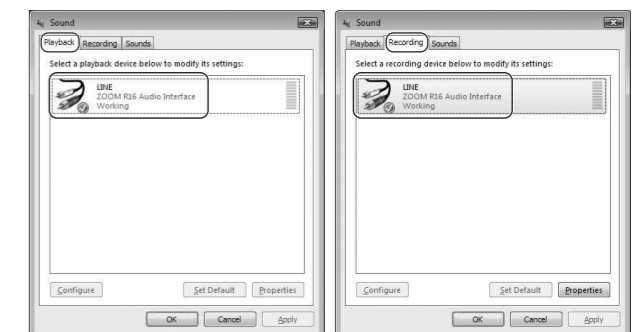 Sound
Playback Recording Sounds
Select a playback device below to modify its settings:
LINE
ZOOM R16 Audio Interface
Working
Configure Set Default Properties
OK Cancel Apply
Sound
Playback Recording Sounds
Select a recording device below to modify its settings:
LINE
ZOOM R16 Audio Interface
Working
Configure Set Default Properties
OK Cancel Apply